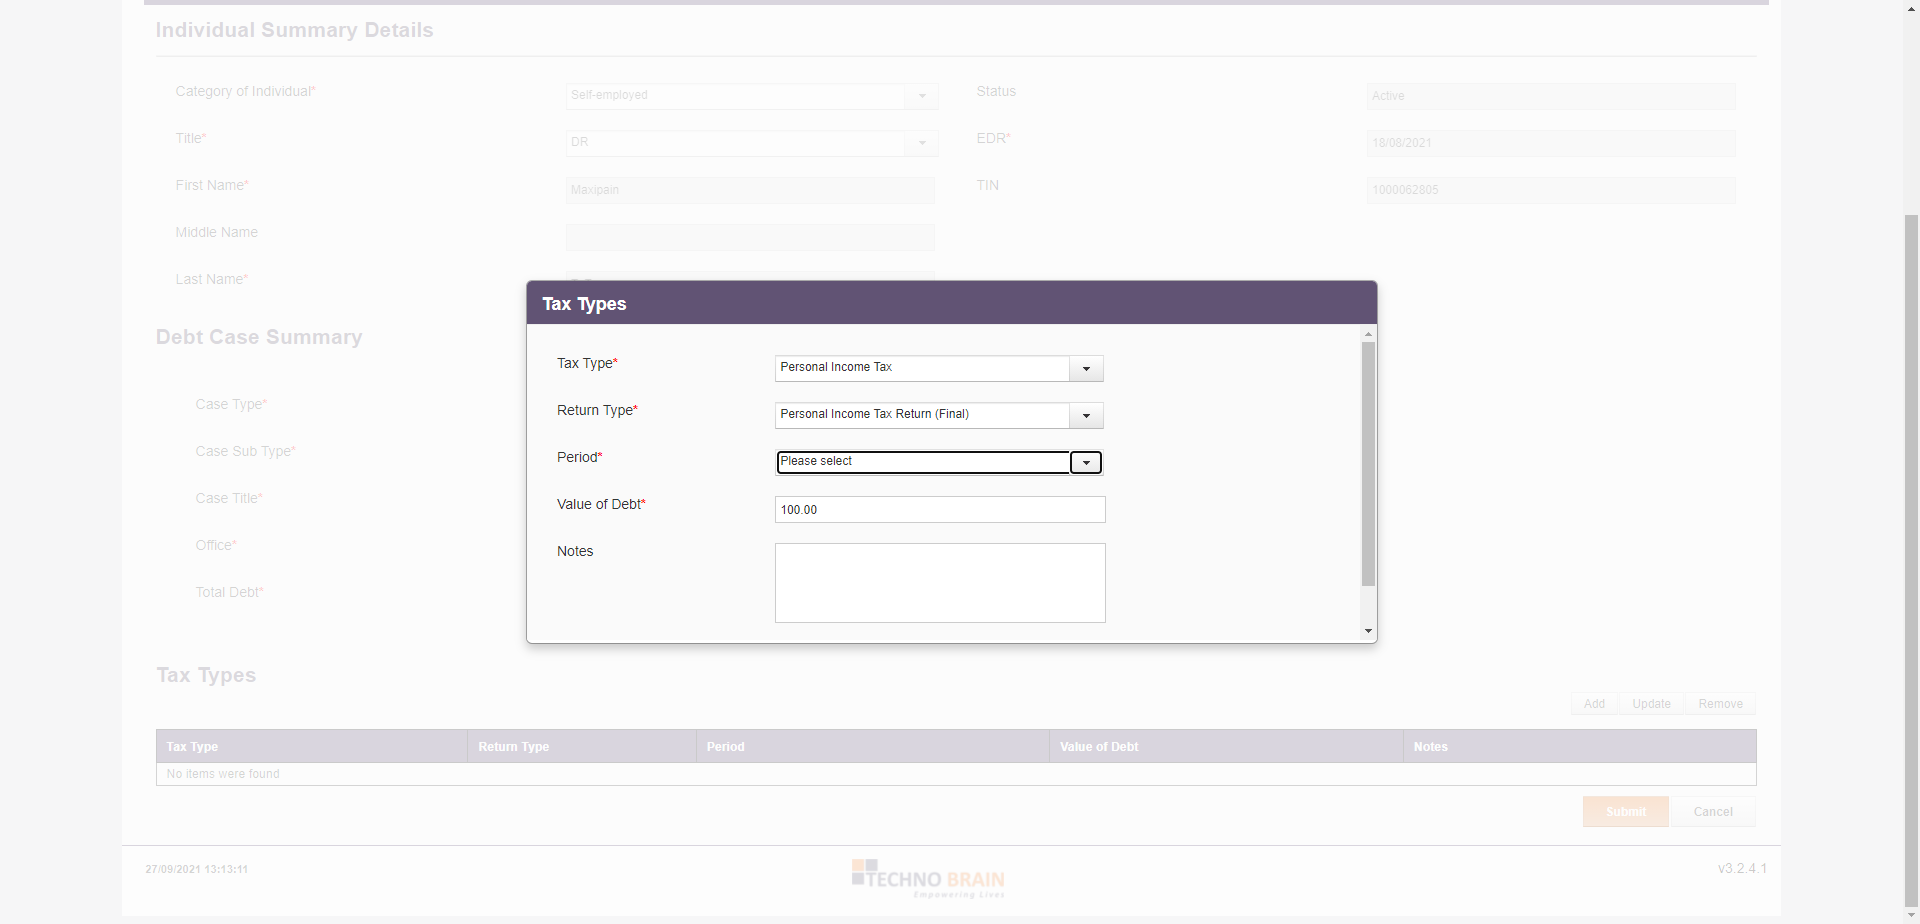 Individual Summary Details
Category of Individual*
Self-employed
Status
Active
Title*
DR
EDR*
18/08/2021
First Name*
Maxipain
TIN
1000062805
Middle Name
Last Name*
Tax Types
Debt Case Summary
Tax Type*
Personal Income Tax
Case Type*
Return Type*
Personal Income Tax Return (Final)
Case Sub Type*
Period*
Please select
Case Title*
Value of Debt*
100.00
Office*
Notes
Total Debt*
Tax Types
Add Update Remove
Tax Type Return Type Period Value of Debt Notes
No items were found
Submit Cancel
27/09/2021 13:13:11
TECHNO BRAIN
Empowering Lives
v3.2.4.1